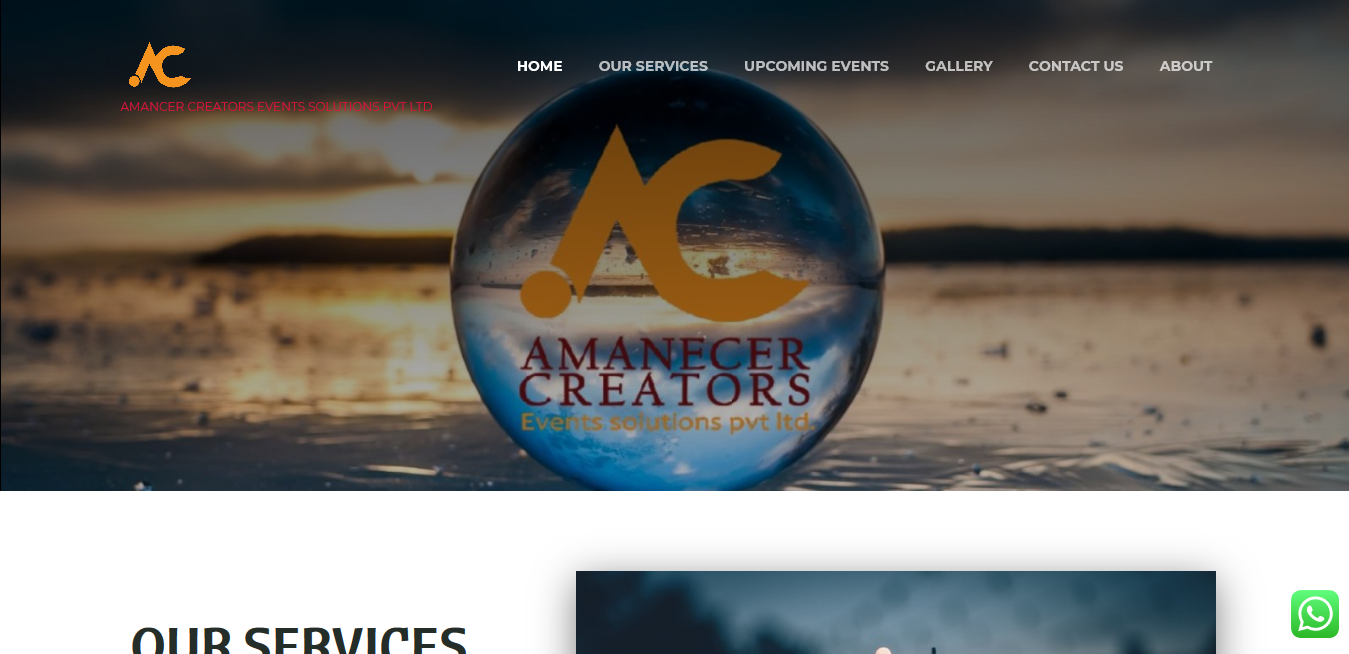 HOME OUR SERVICES UPCOMING EVENTS GALLERY CONTACT US ABOUT
AMANCER CREATORS EVENTS SOLUTIONS PVT LTD
AC
AMANECER
CREATORS
Events solutions pvt ltd.
OUR SERVICES